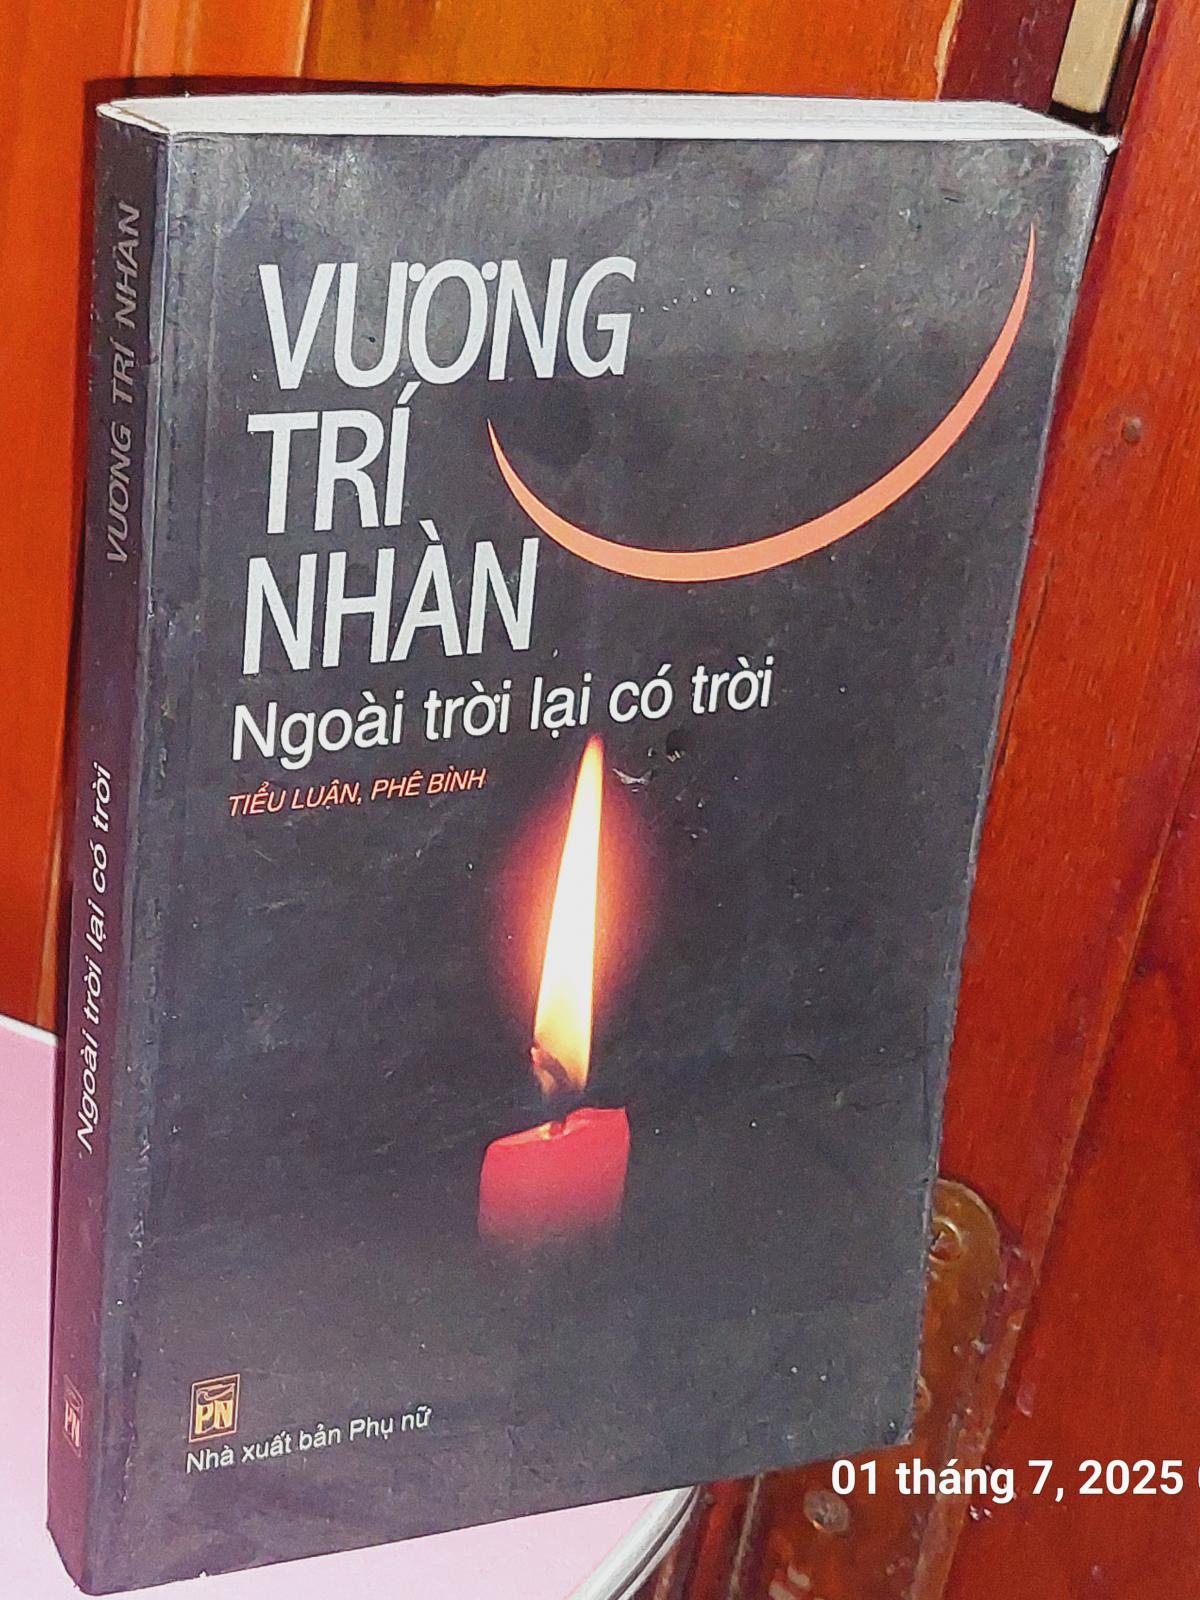 VƯƠNG TRÍ NHÀN
Ngoài trời lại có trời
PN
VƯƠNG
TRÍ
NHÀN
Ngoài trời lại có trời
TIỂU LUẬN, PHÊ BÌNH
PN
Nhà xuất bản Phụ nữ
01 tháng 7, 2025